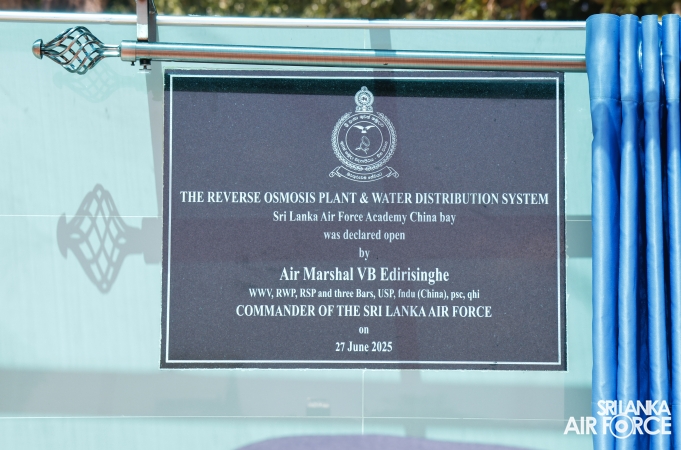 THE REVERSE OSMOSIS PLANT & WATER DISTRIBUTION SYSTEM
Sri Lanka Air Force Academy China bay
was declared open
by
Air Marshal VB Edirisinghe
WWV, RWP, RSP and three Bars, USP, fndu (China), psc, qhi
COMMANDER OF THE SRI LANKA AIR FORCE
on
27 June 2025
SRI LANKA
AIR FORCE